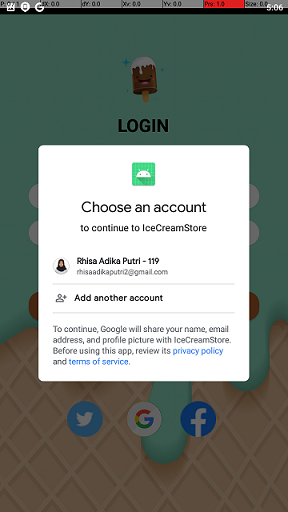 dX: 0.0 dY: 0.0 Xv: 0.0 Yv: 0.0 Prs: 1.0 Size: 0.0
5:06
LOGIN
Choose an account
to continue to IceCreamStore
Rhisa Adika Putri - 119
rhisaadikaputri2@gmail.com
Add another account
To continue, Google will share your name, email
address, and profile picture with IceCreamStore.
Before using this app, review its privacy policy
and terms of service.